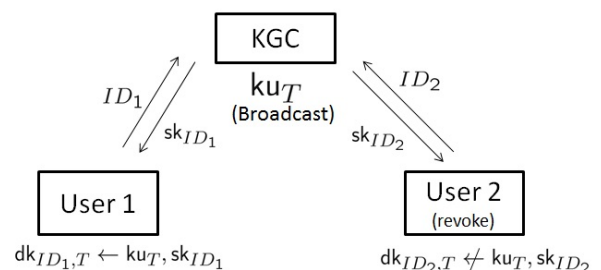 KGC
ku_T
(Broadcast)
ID_1
sk_{ID_1}
ID_2
sk_{ID_2}
User 1
User 2
(revoke)
dk_{ID_1,T} ← ku_T, sk_{ID_1}
dk_{ID_2,T} ↚ ku_T, sk_{ID_2}